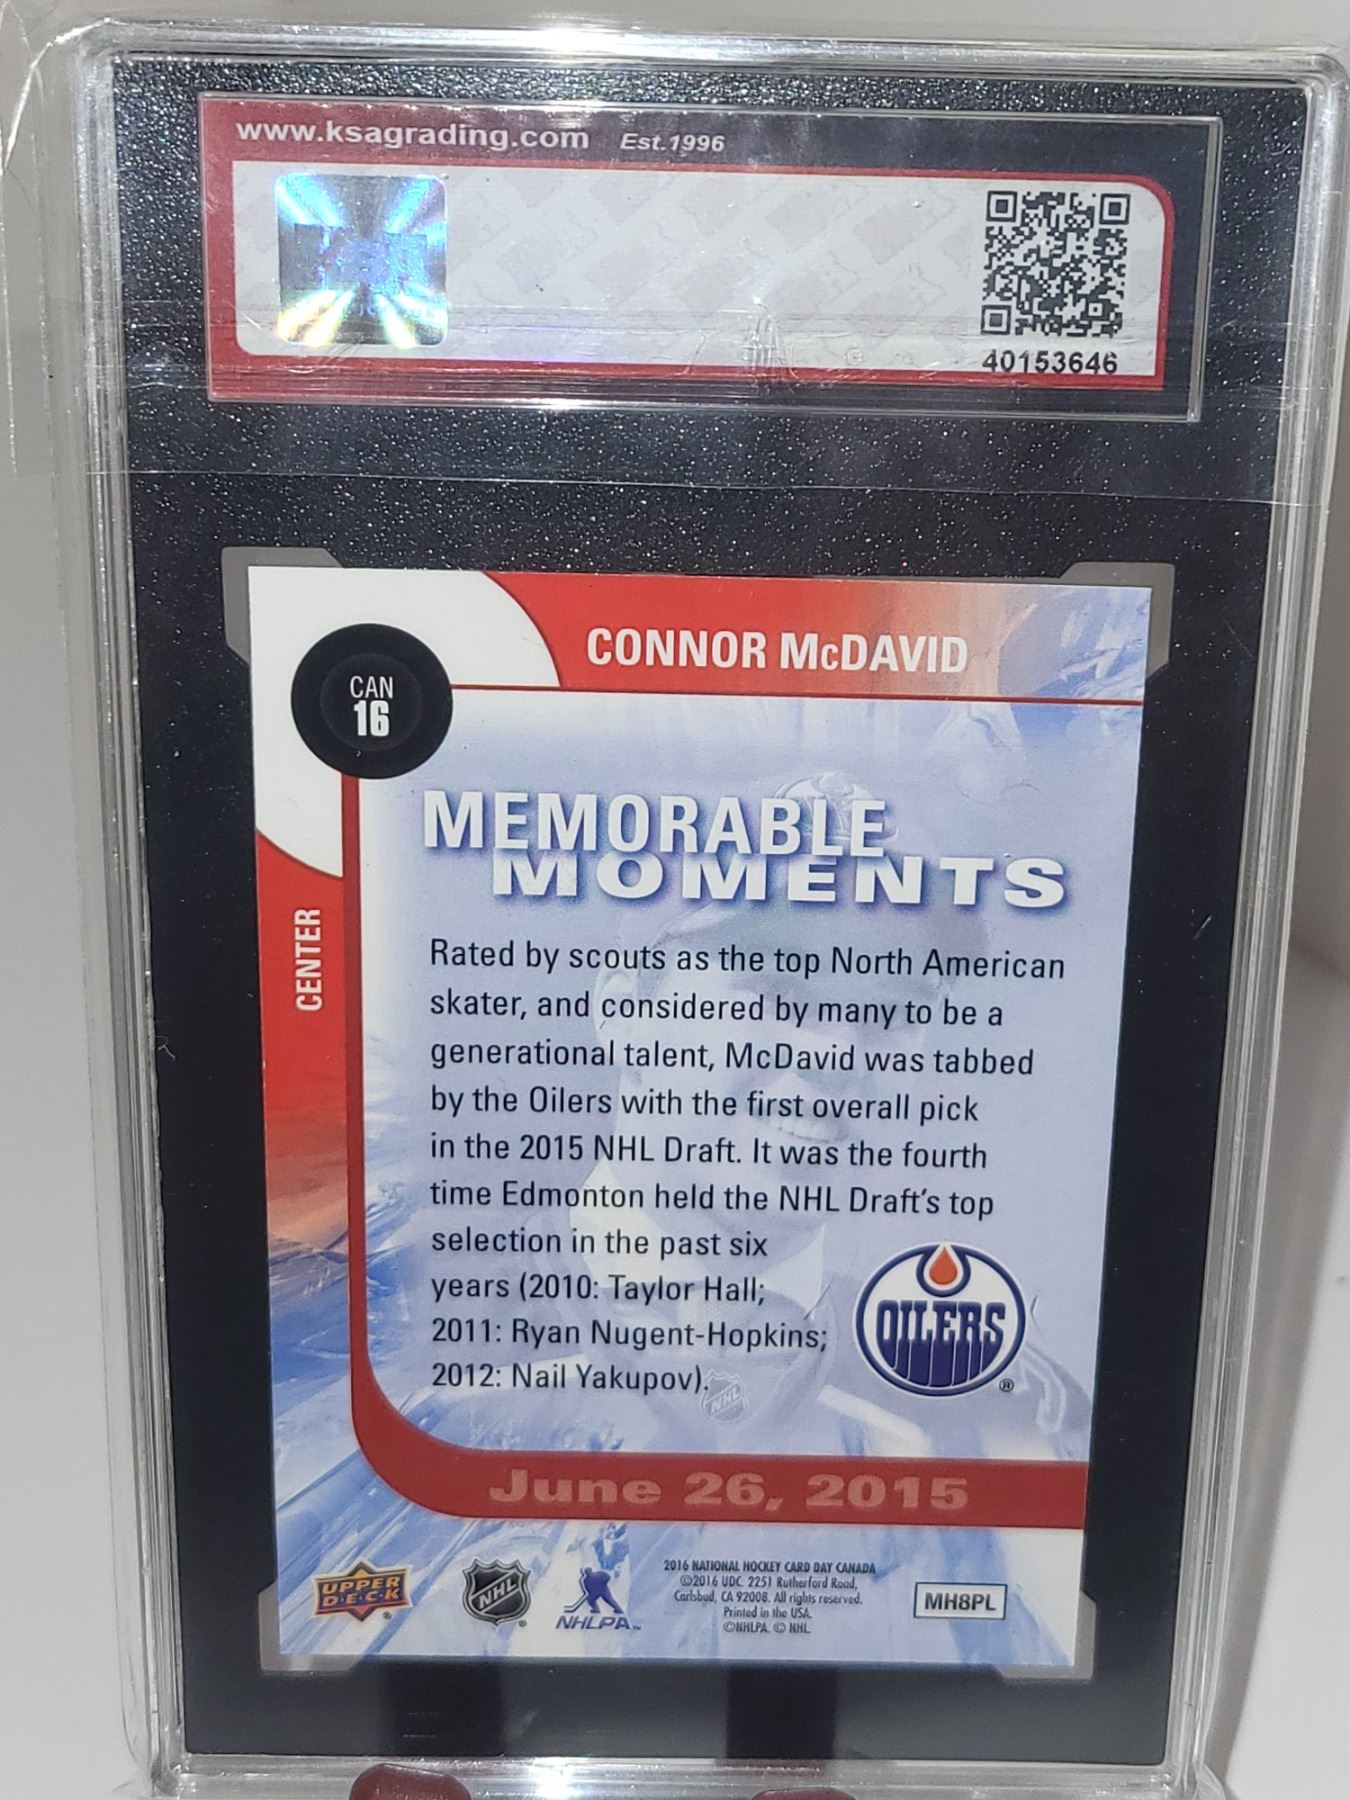 www.ksagrading.com Est.1996
40153646
CONNOR McDAVID
CAN
16
MEMORABLE
MOMENTS
CENTER
Rated by scouts as the top North American
skater, and considered by many to be a
generational talent, McDavid was tabbed
by the Oilers with the first overall pick
in the 2015 NHL Draft. It was the fourth
time Edmonton held the NHL Draft's top
selection in the past six
years (2010: Taylor Hall;
2011: Ryan Nugent-Hopkins;
2012: Nail Yakupov).
NHL
OILERS
®
June 26, 2015
UPPER
D·E·C·K
®
NHL
®
NHLPA™
2016 NATIONAL HOCKEY CARD DAY CANADA
©2016 UDC. 2251 Rutherford Road,
Carlsbad, CA 92008. All rights reserved.
Printed in the USA.
©NHLPA. © NHL
MH8PL